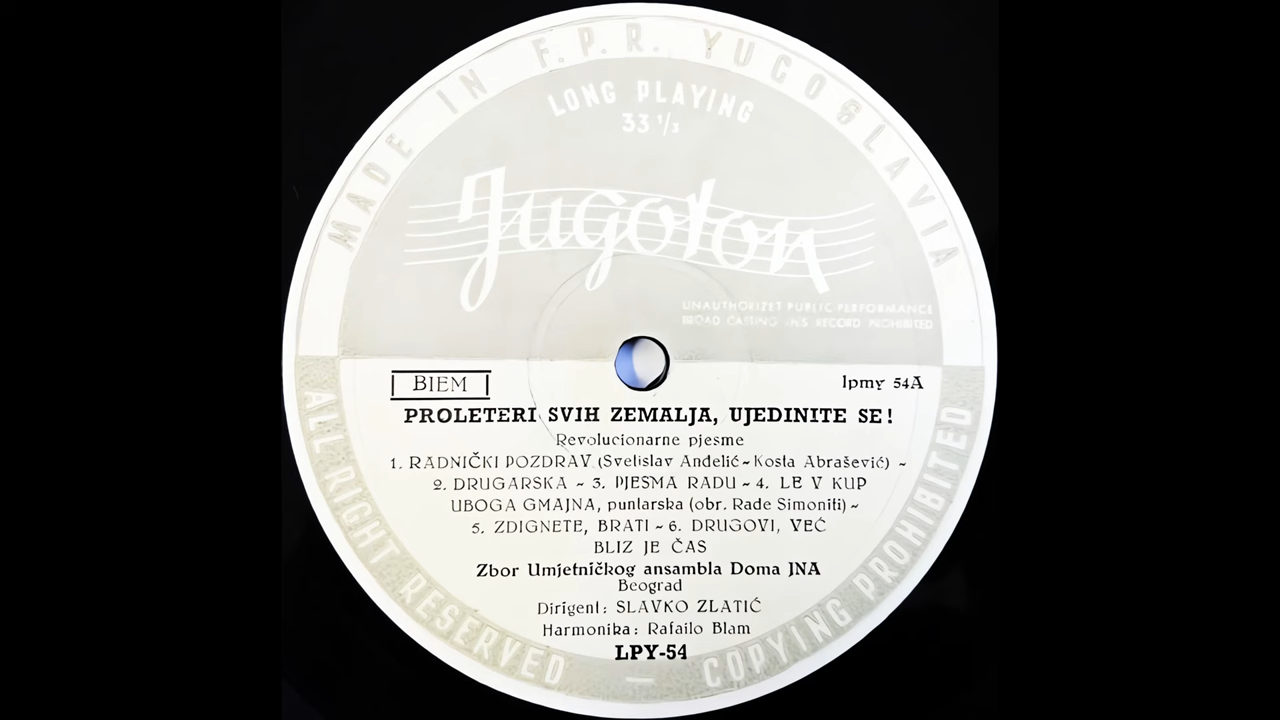 MADE IN F.P.R. YUGOSLAVIA
LONG PLAYING
33 1/3
Jugoton
UNAUTHORIZET PUBLIC PERFORMANCE
BROAD CASTING THIS RECORD PROHIBITED
BIEM
lpmy 54A
PROLETERI SVIH ZEMALJA, UJEDINITE SE!
Revolucionarne pjesme
1. RADNIČKI POZDRAV (Svetislav Anđelić ~ Kosta Abrašević) ~
2. DRUGARSKA ~ 3. PJESMA RADU ~ 4. LE V KUP
UBOGA GMAJNA, puntarska (obr. Rade Simoniti) ~
5. ZDIGNETE, BRATI ~ 6. DRUGOVI, VEĆ
BLIZ JE ČAS
Zbor Umjetničkog ansambla Doma JNA
Beograd
Dirigent: SLAVKO ZLATIĆ
Harmonika: Rafailo Blam
LPY-54
ALL RIGHT RESERVED — COPYING PROHIBITED